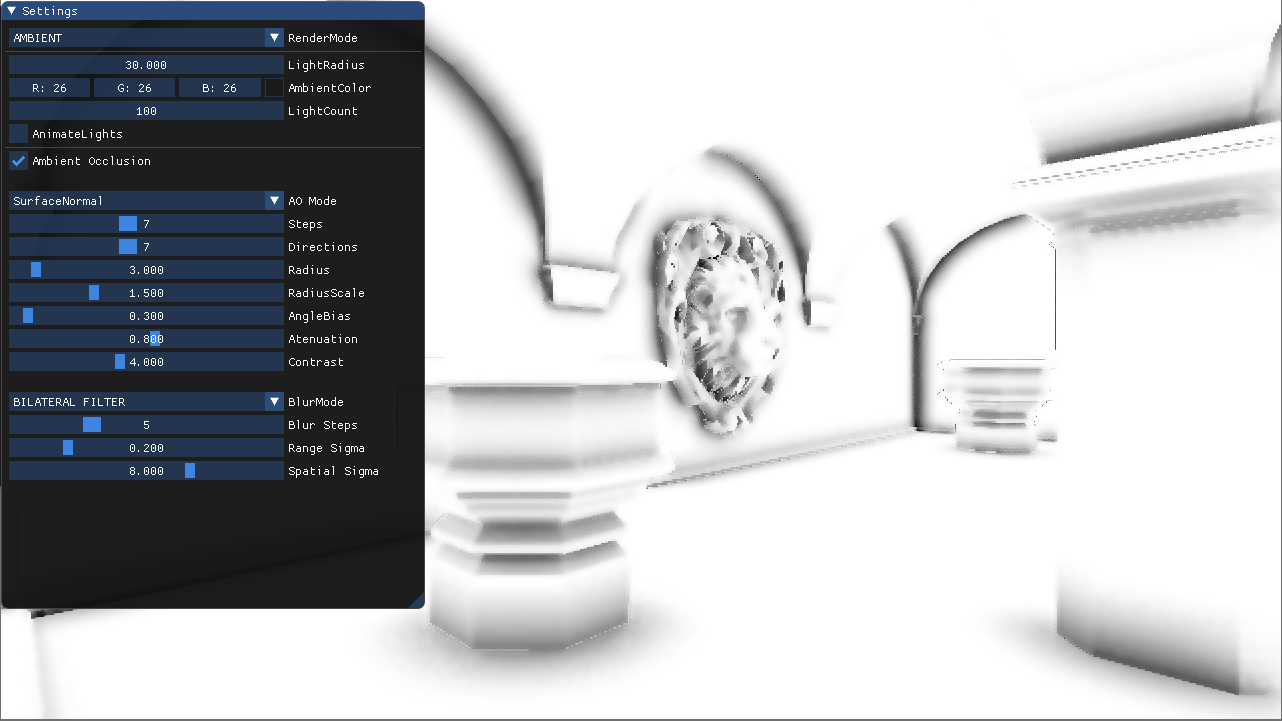 Settings
AMBIENT RenderMode
30.000 LightRadius
R: 26 G: 26 B: 26 AmbientColor
100 LightCount
AnimateLights
Ambient Occlusion
SurfaceNormal AO Mode
7 Steps
7 Directions
3.000 Radius
1.500 RadiusScale
0.300 AngleBias
0.800 Atenuation
4.000 Contrast
BILATERAL FILTER BlurMode
5 Blur Steps
0.200 Range Sigma
8.000 Spatial Sigma